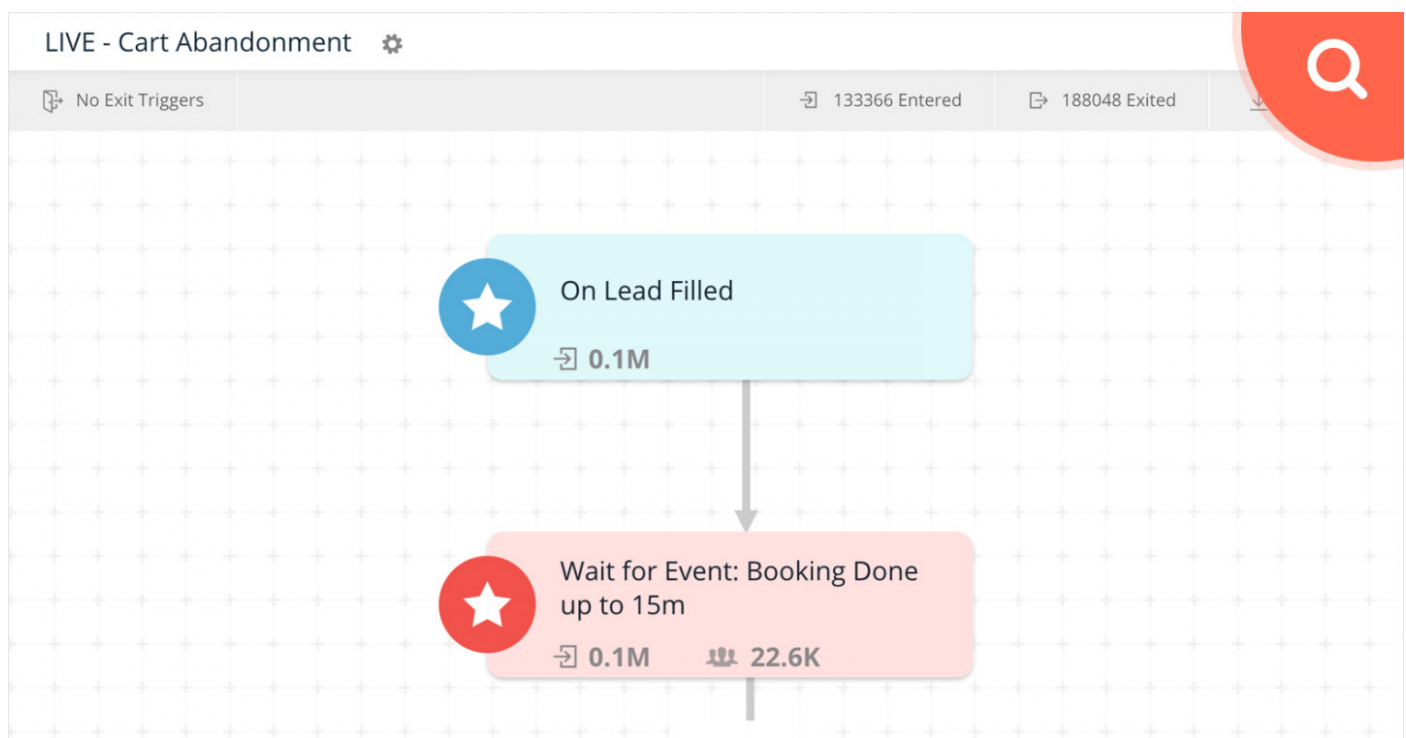 LIVE - Cart Abandonment
No Exit Triggers
133366 Entered
188048 Exited
On Lead Filled
0.1M
Wait for Event: Booking Done
up to 15m
0.1M
22.6K